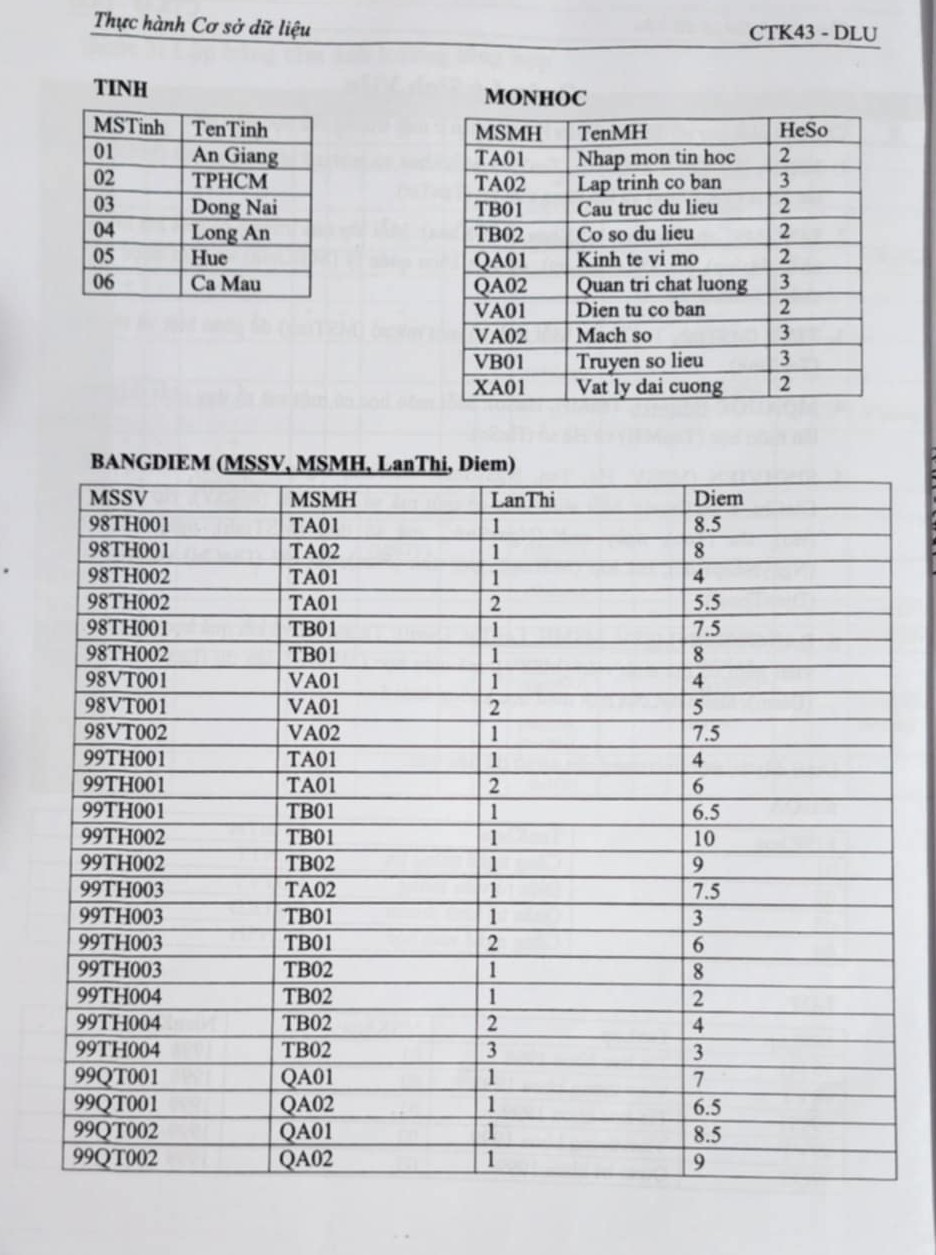 Thực hành Cơ sở dữ liệu
CTK43 - DLU
TINH
MSTinh TenTinh
01 An Giang
02 TPHCM
03 Dong Nai
04 Long An
05 Hue
06 Ca Mau
MONHOC
MSMH TenMH HeSo
TA01 Nhap mon tin hoc 2
TA02 Lap trinh co ban 3
TB01 Cau truc du lieu 2
TB02 Co so du lieu 2
QA01 Kinh te vi mo 2
QA02 Quan tri chat luong 3
VA01 Dien tu co ban 2
VA02 Mach so 3
VB01 Truyen so lieu 3
XA01 Vat ly dai cuong 2
BANGDIEM (MSSV, MSMH, LanThi, Diem)
MSSV MSMH LanThi Diem
98TH001 TA01 1 8.5
98TH001 TA02 1 8
98TH002 TA01 1 4
98TH002 TA01 2 5.5
98TH001 TB01 1 7.5
98TH002 TB01 1 8
98VT001 VA01 1 4
98VT001 VA01 2 5
98VT002 VA02 1 7.5
99TH001 TA01 1 4
99TH001 TA01 2 6
99TH001 TB01 1 6.5
99TH002 TB01 1 10
99TH002 TB02 1 9
99TH003 TA02 1 7.5
99TH003 TB01 1 3
99TH003 TB01 2 6
99TH003 TB02 1 8
99TH004 TB02 1 2
99TH004 TB02 2 4
99TH004 TB02 3 3
99QT001 QA01 1 7
99QT001 QA02 1 6.5
99QT002 QA01 1 8.5
99QT002 QA02 1 9